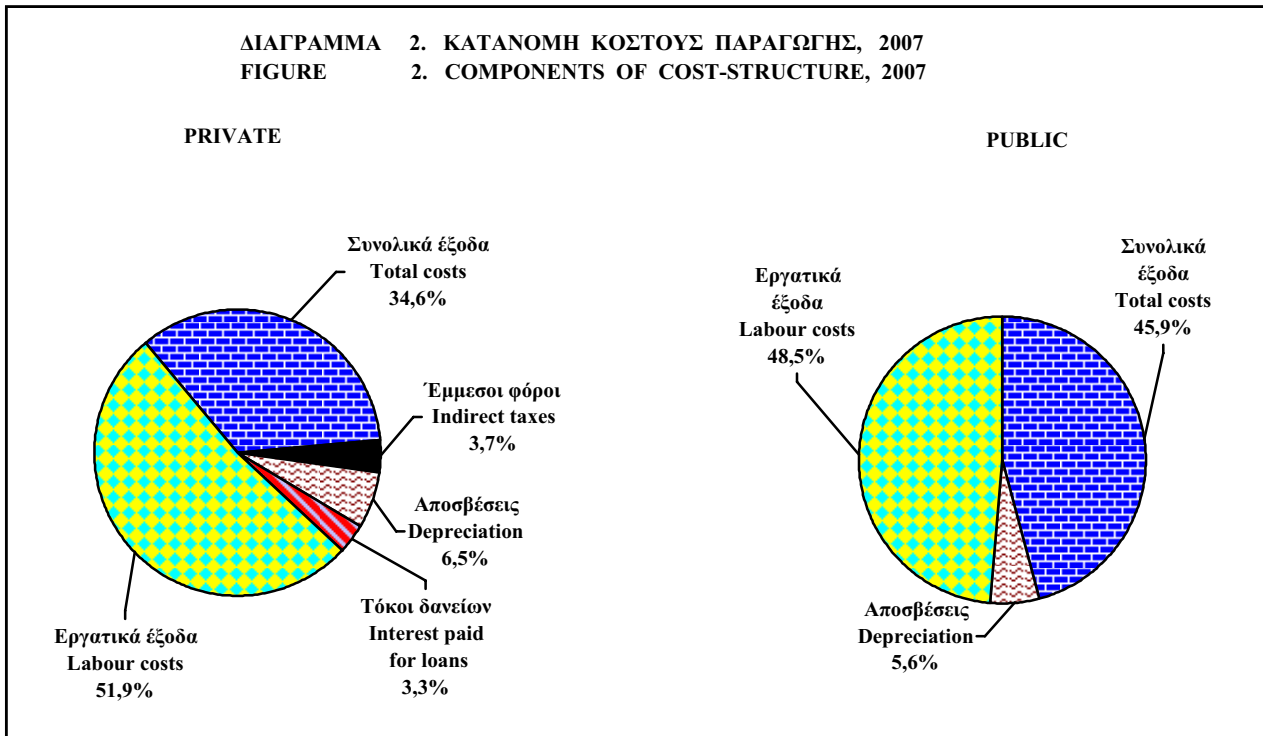 ΔΙΑΓΡΑΜΜΑ 2. ΚΑΤΑΝΟΜΗ ΚΟΣΤΟΥΣ ΠΑΡΑΓΩΓΗΣ, 2007
FIGURE 2. COMPONENTS OF COST-STRUCTURE, 2007
PRIVATE
Συνολικά έξοδα
Total costs
34,6%
Έμμεσοι φόροι
Indirect taxes
3,7%
Αποσβέσεις
Depreciation
6,5%
Τόκοι δανείων
Interest paid
for loans
3,3%
Εργατικά έξοδα
Labour costs
51,9%
PUBLIC
Εργατικά
έξοδα
Labour costs
48,5%
Συνολικά
έξοδα
Total costs
45,9%
Αποσβέσεις
Depreciation
5,6%